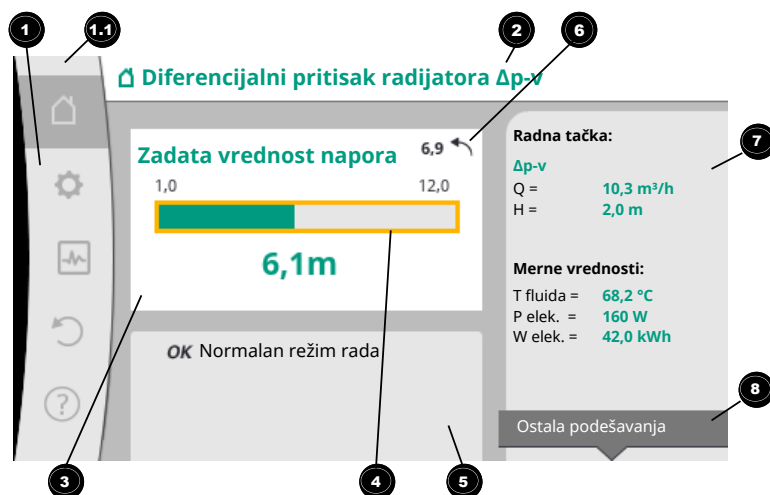 1
1.1
2
6
Diferencijalni pritisak radijatora Δp-v
Zadata vrednost napora
6,9
1,0
12,0
6,1m
OK Normalan režim rada
Radna tačka:
Δp-v
Q = 10,3 m³/h
H = 2,0 m
7
Merne vrednosti:
T fluida = 68,2 °C
P elek. = 160 W
W elek. = 42,0 kWh
8
Ostala podešavanja
?
3
4
5